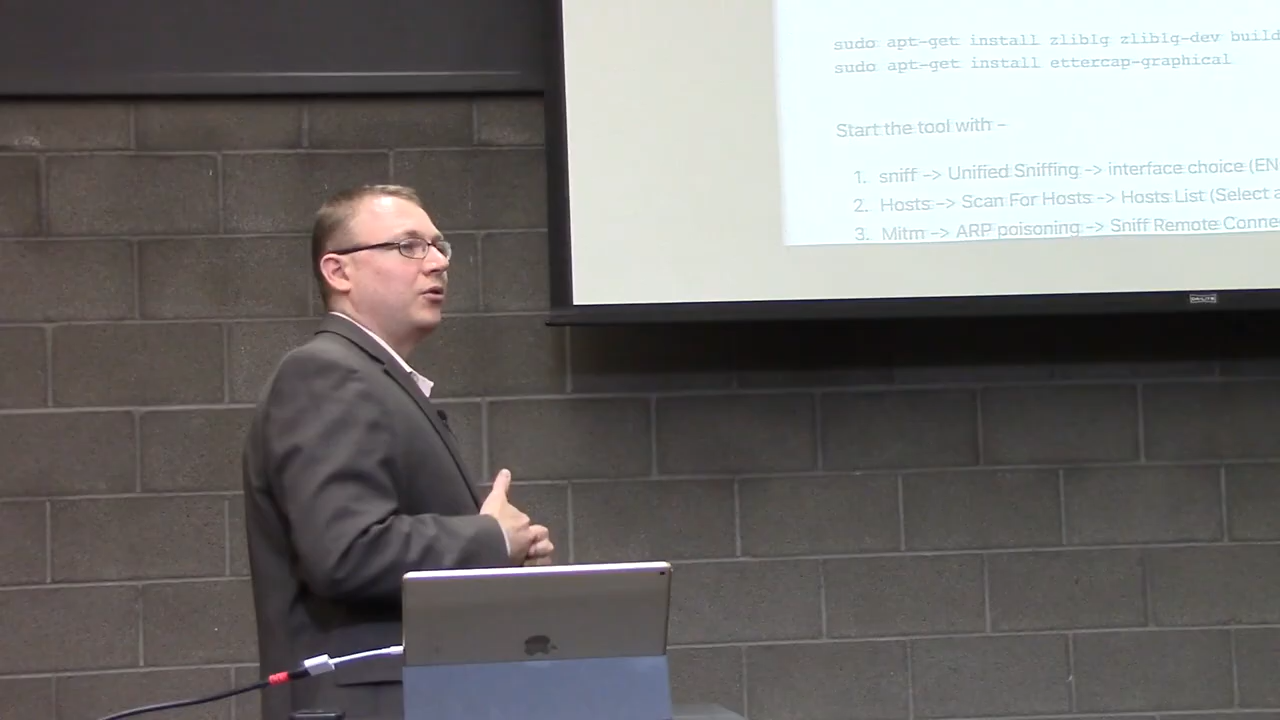 sudo apt-get install zlib1g zlib1g-dev build
sudo apt-get install ettercap-graphical
Start the tool with –
1. sniff -> Unified Sniffing -> interface choice (EN
2. Hosts -> Scan For Hosts -> Hosts List (Select a
3. Mitm -> ARP poisoning -> Sniff Remote Conne
DA-LITE